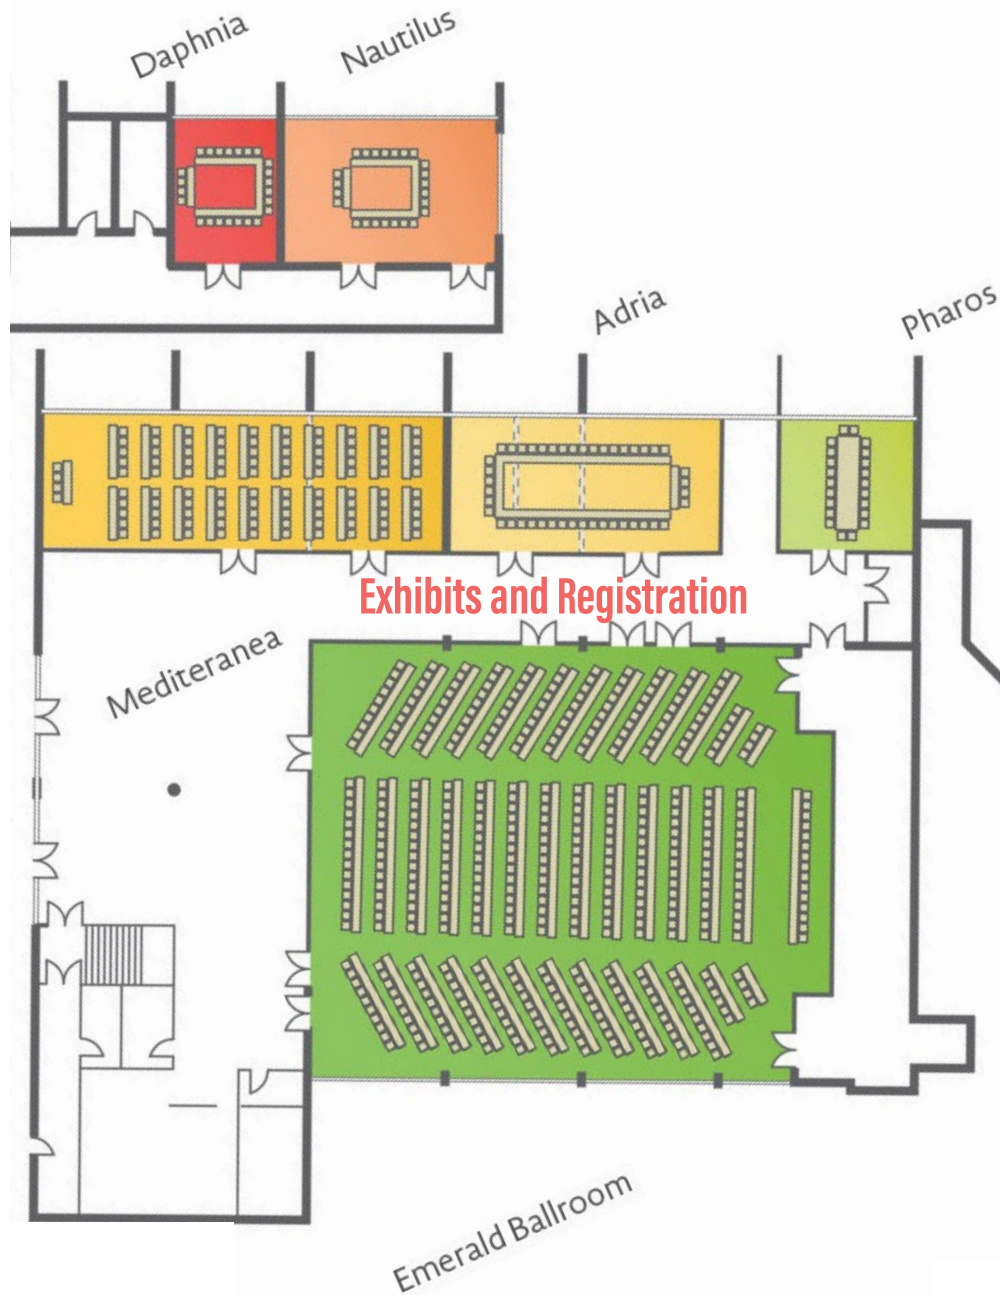 Daphnia
Nautilus
Adria
Pharos
Exhibits and Registration
Mediteranea
Emerald Ballroom